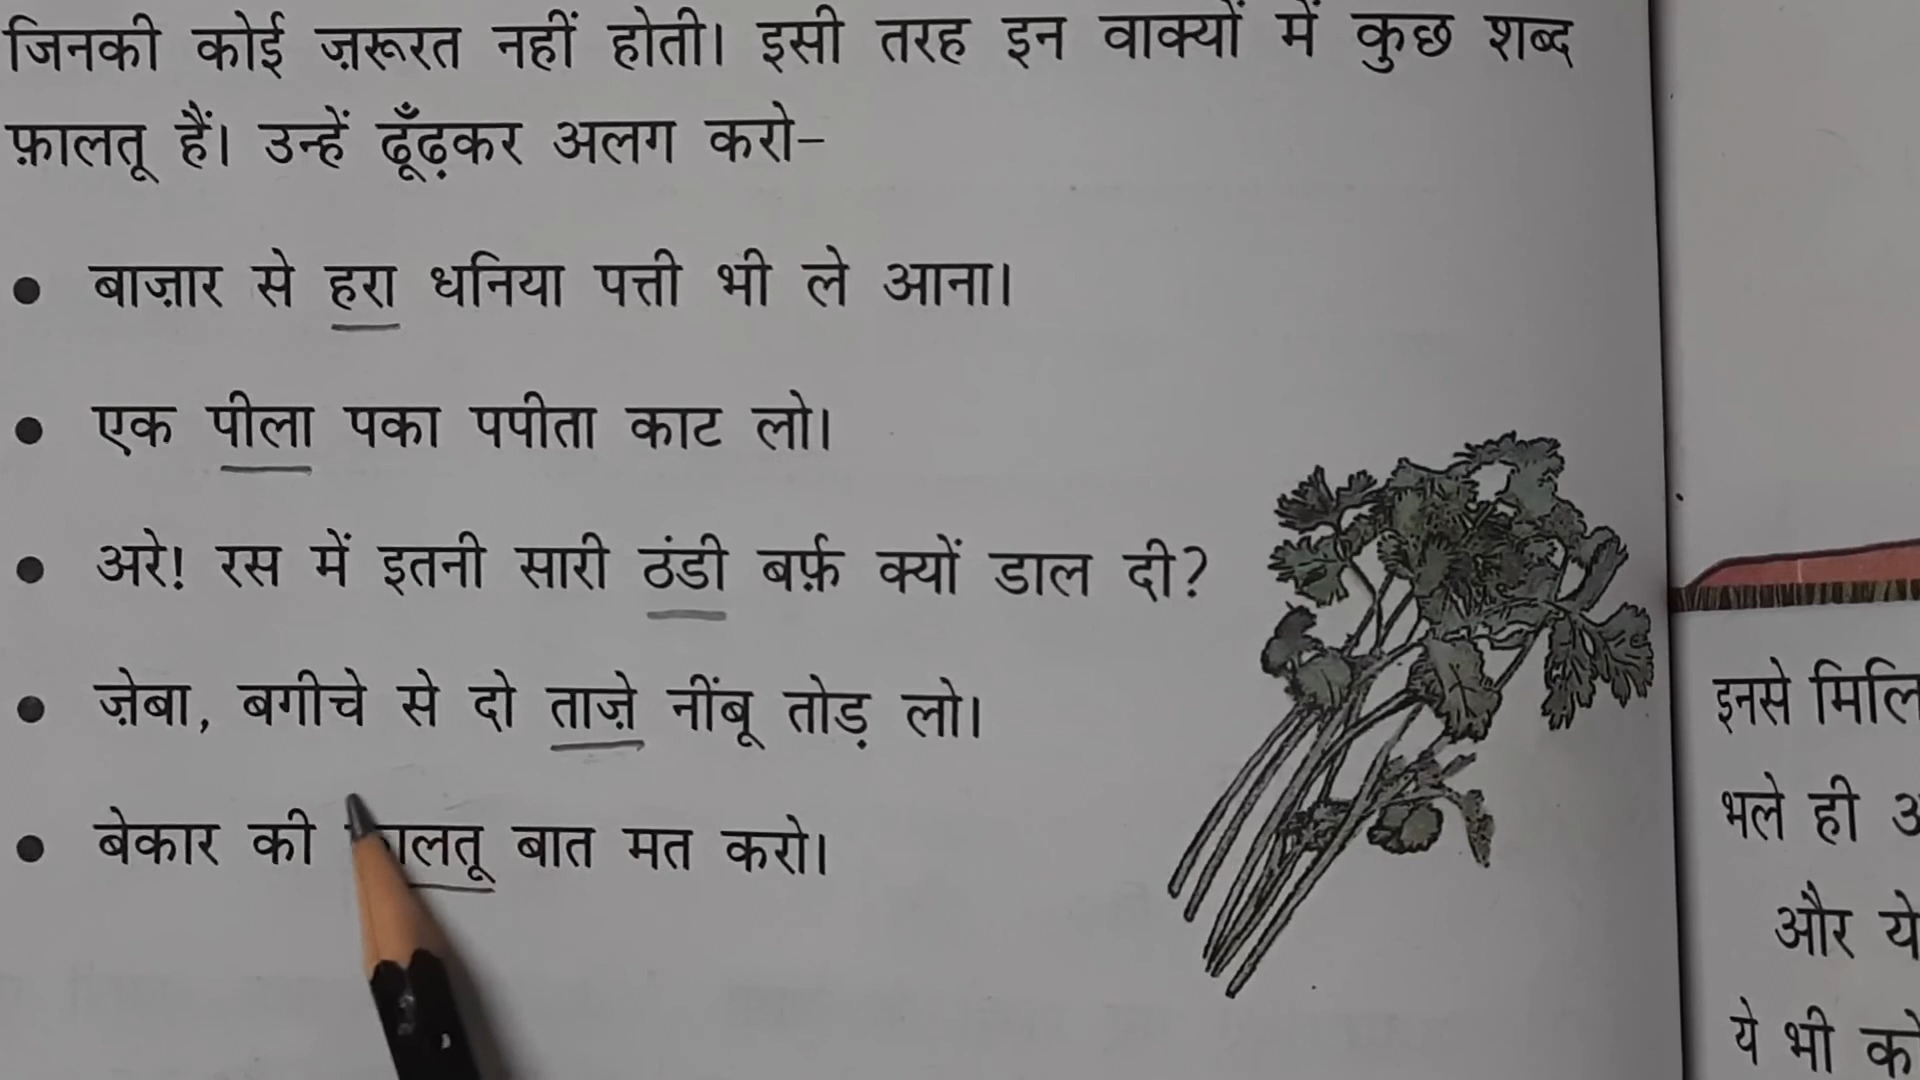 जिनकी कोई ज़रूरत नहीं होती। इसी तरह इन वाक्यों में कुछ शब्द
फ़ालतू हैं। उन्हें ढूँढ़कर अलग करो–
• बाज़ार से हरा धनिया पत्ती भी ले आना।
• एक पीला पका पपीता काट लो।
• अरे! रस में इतनी सारी ठंडी बर्फ़ क्यों डाल दी?
• ज़ेबा, बगीचे से दो ताज़े नींबू तोड़ लो।
• बेकार की बात मत करो।
इनसे
भले ही
और ये
ये भी